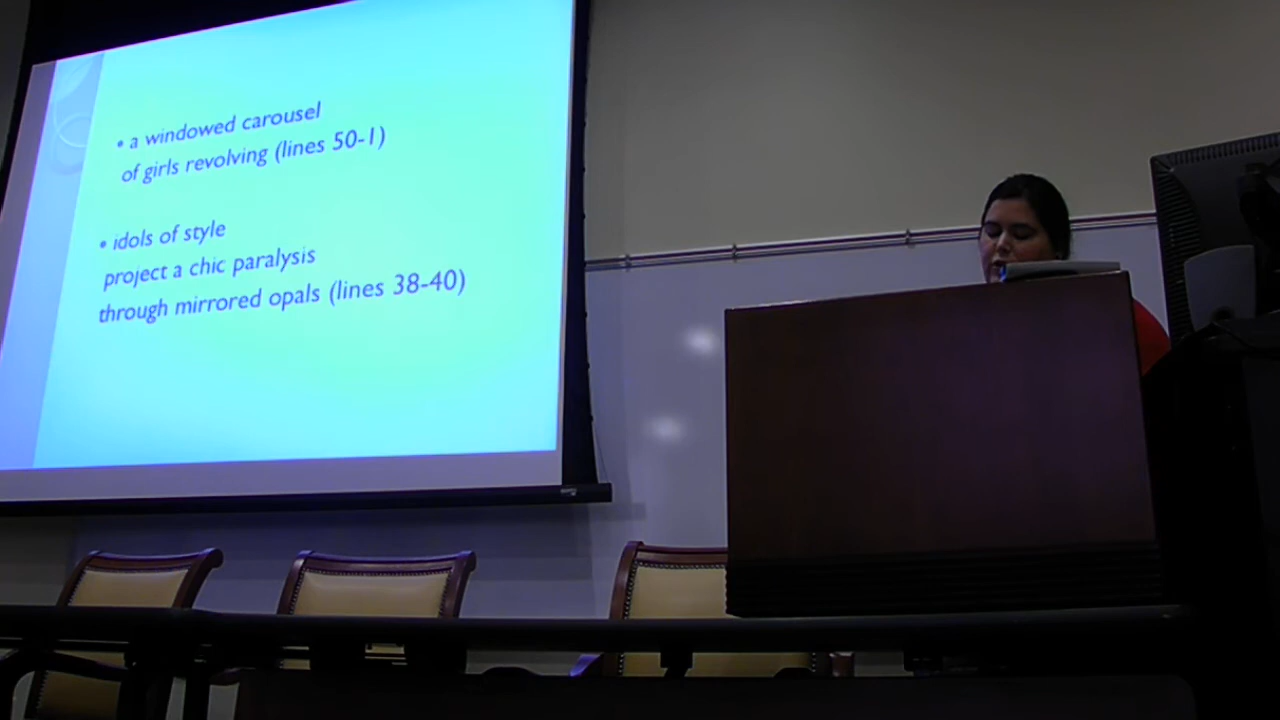 • a windowed carousel
of girls revolving (lines 50-1)
• idols of style
project a chic paralysis
through mirrored opals (lines 38-40)